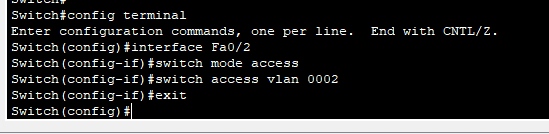 Switch#
Switch#config terminal
Enter configuration commands, one per line.  End with CNTL/Z.
Switch(config)#interface Fa0/2
Switch(config-if)#switch mode access
Switch(config-if)#switch access vlan 0002
Switch(config-if)#exit
Switch(config)#